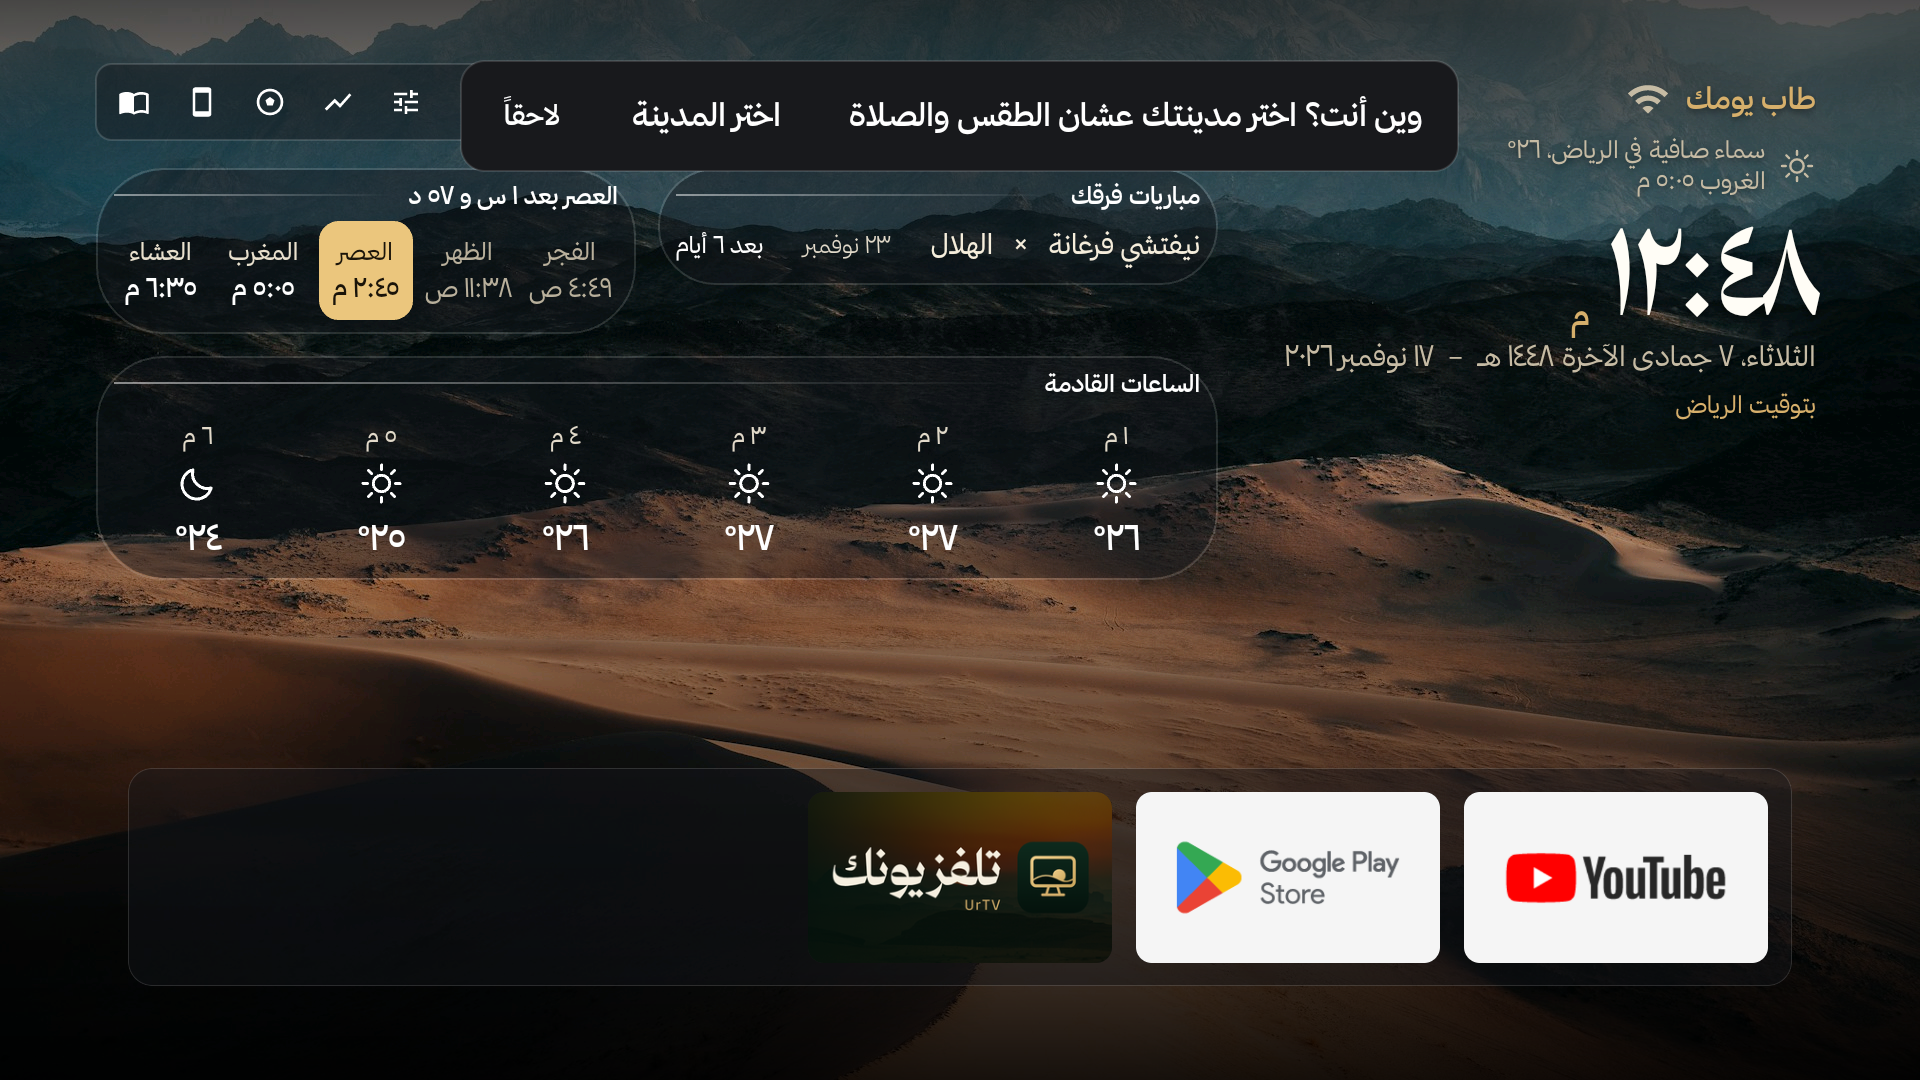 طاب يومك
سماء صافية في الرياض، ٢٦°
الغروب ٥:٠٥ م
١٢:٤٨ م
الثلاثاء، ٧ جمادى الآخرة ١٤٤٨ هـ – ١٧ نوفمبر ٢٠٢٦
بتوقيت الرياض
وين أنت؟ اختر مدينتك عشان الطقس والصلاة
اختر المدينة
لاحقاً
مباريات فرقك
نيفتشي فرغانة × الهلال ٢٣ نوفمبر بعد ٦ أيام
العصر بعد ١ س و ٥٧ د
الفجر الظهر العصر المغرب العشاء
٤:٤٩ ص ١١:٣٨ ص ٢:٤٥ م ٥:٠٥ م ٦:٣٥ م
الساعات القادمة
١ م ٢ م ٣ م ٤ م ٥ م ٦ م
٢٦° ٢٧° ٢٧° ٢٦° ٢٥° ٢٤°
YouTube
Google Play
Store
تلفزيونك
UrTV